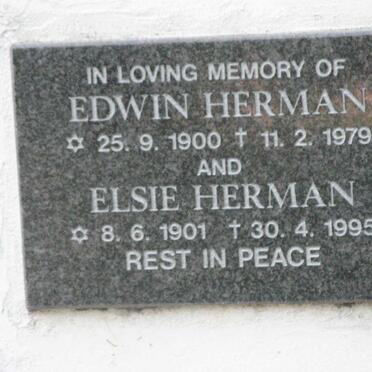 IN LOVING MEMORY OF
EDWIN HERMAN
✡ 25. 9. 1900 † 11. 2. 1979
AND
ELSIE HERMAN
✡ 8. 6. 1901 † 30. 4. 1995
REST IN PEACE